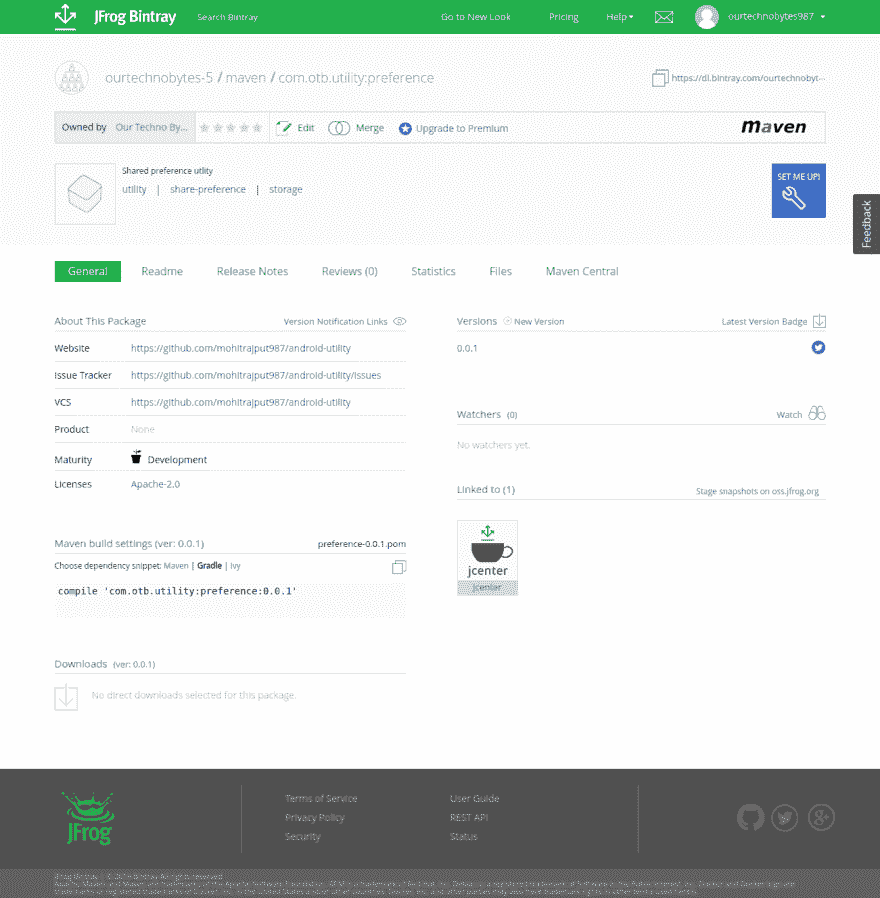 JFrog Bintray Search Bintray Go to New Look Pricing Help ourtechnobytes987
ourtechnobytes-5 / maven / com.otb.utility:preference https://dl.bintray.com/ourtechnobyt...
Owned by Our Techno By... Edit Merge Upgrade to Premium maven
Shared preference utlity
utility | share-preference | storage
SET ME UP!
Feedback
General Readme Release Notes Reviews (0) Statistics Files Maven Central
About This Package Version Notification Links
Website https://github.com/mohitrajput987/android-utility
Issue Tracker https://github.com/mohitrajput987/android-utility/issues
VCS https://github.com/mohitrajput987/android-utility
Product None
Maturity Development
Licenses Apache-2.0
Versions New Version Latest Version Badge
0.0.1
Watchers (0) Watch
No watchers yet.
Linked to (1) Stage snapshots on oss.jfrog.org
jcenter
jcenter
Maven build settings (ver: 0.0.1) preference-0.0.1.pom
Choose dependency snippet: Maven | Gradle | Ivy
compile 'com.otb.utility:preference:0.0.1'
Downloads (ver: 0.0.1)
No direct downloads selected for this package.
JFrog
Terms of Service
Privacy Policy
Security
User Guide
REST API
Status